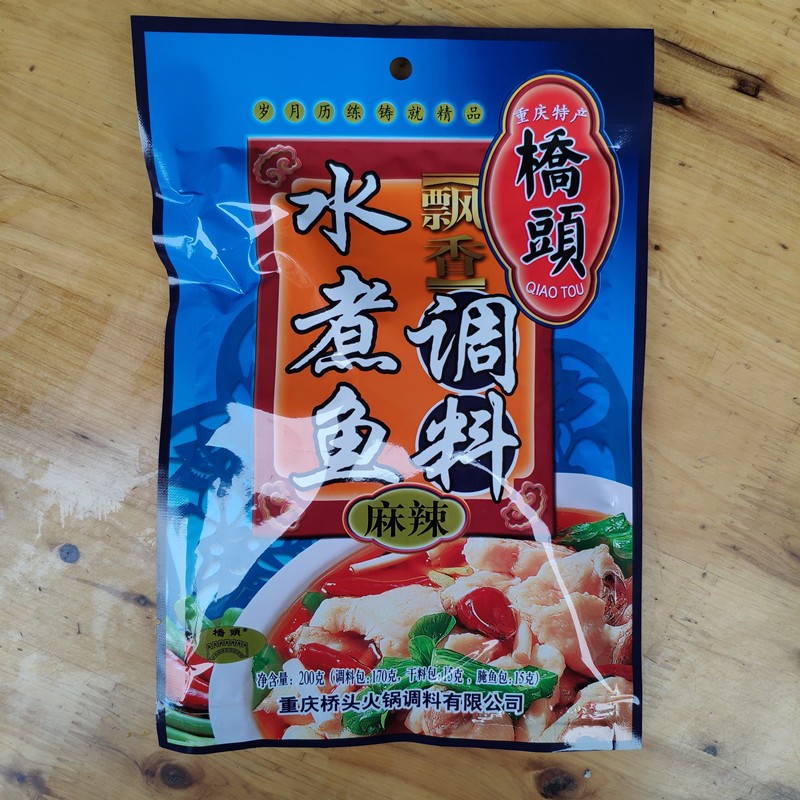 岁月历练铸就精品
重庆特产
橋頭
QIAO TOU
飘香
水煮鱼
调料
麻辣
橋頭®
净含量：200克（调料包:170克，干料包:15克，腌鱼包:15克）
重庆桥头火锅调料有限公司